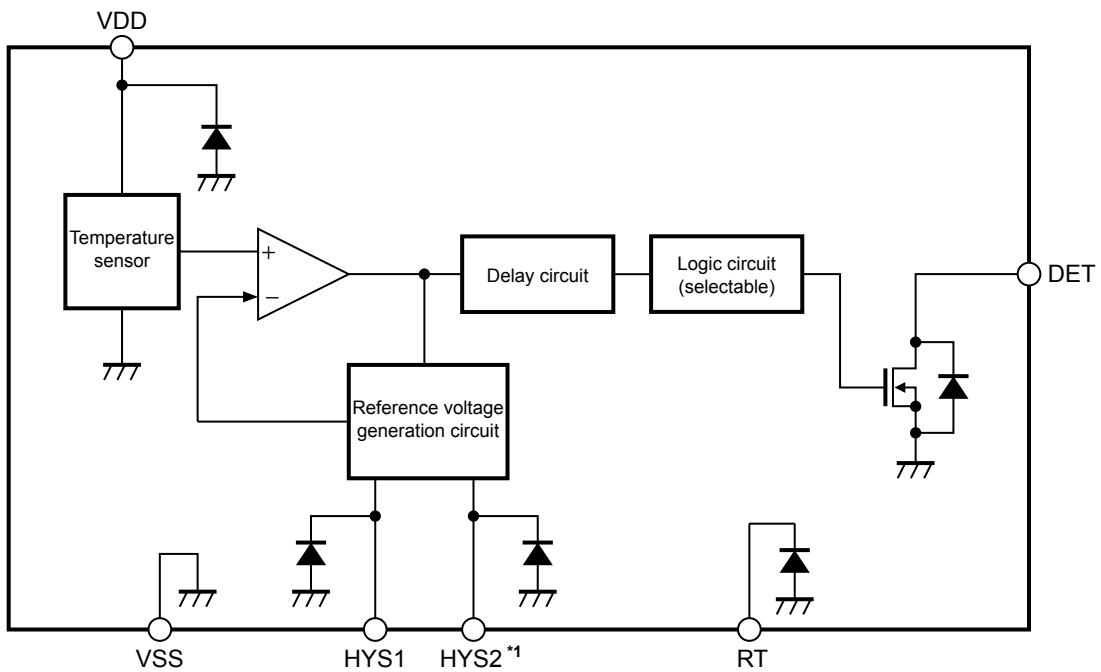 VDD
Temperature
sensor
+
−
Delay circuit
Logic circuit
(selectable)
DET
Reference voltage
generation circuit
VSS
HYS1
HYS2 *1
RT